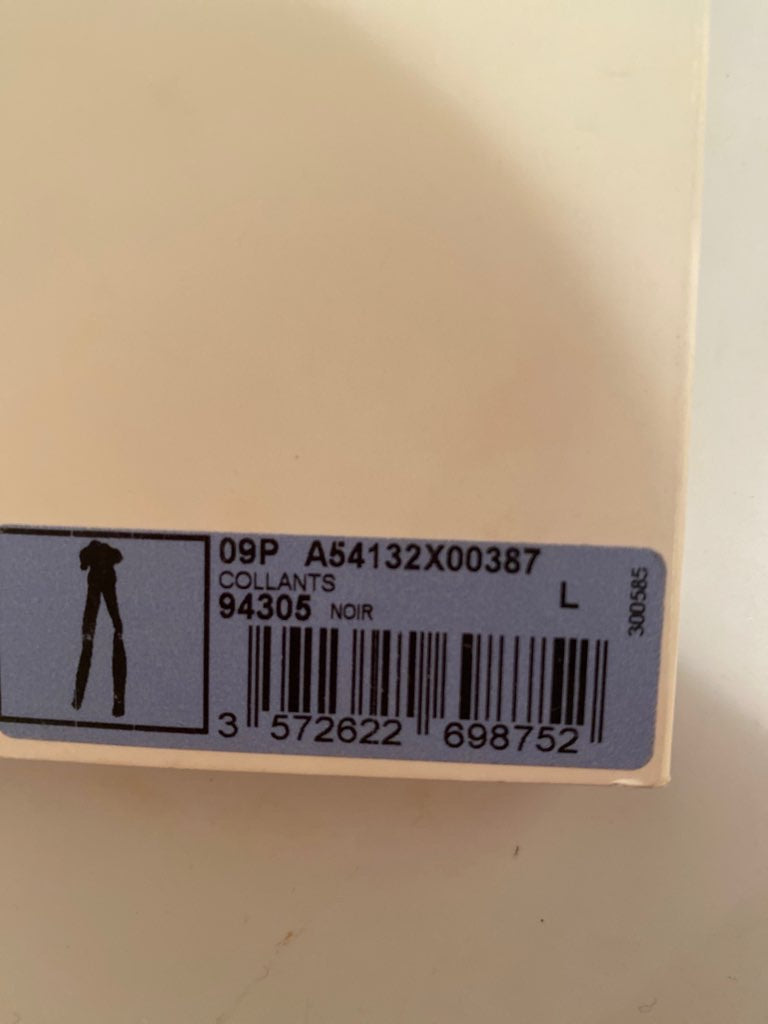 09P A54132X00387
COLLANTS
94305 NOIR
L
300585
3 572622 698752